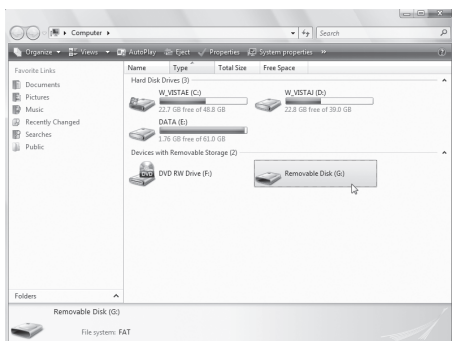 Computer
Search
Organize Views AutoPlay Eject Properties System properties »
Favorite Links
Documents
Pictures
Music
Recently Changed
Searches
Public
Folders
Name Type Total Size Free Space
Hard Disk Drives (3)
W_VISTAE (C:)
22.7 GB free of 48.8 GB
W_VISTAJ (D:)
22.8 GB free of 39.0 GB
DATA (E:)
1.76 GB free of 61.0 GB
Devices with Removable Storage (2)
DVD RW Drive (F:)
DVD
Removable Disk (G:)
Removable Disk (G:)
File system: FAT